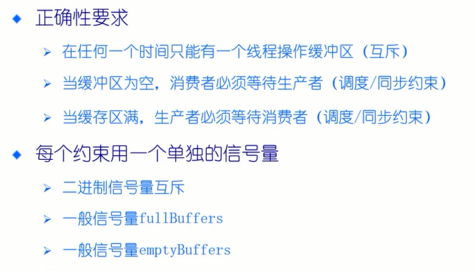 正确性要求
在任何一个时间只能有一个线程操作缓冲区（互斥）
当缓冲区为空，消费者必须等待生产者（调度/同步约束）
当缓存区满，生产者必须等待消费者（调度/同步约束）
每个约束用一个单独的信号量
二进制信号量互斥
一般信号量fullBuffers
一般信号量emptyBuffers